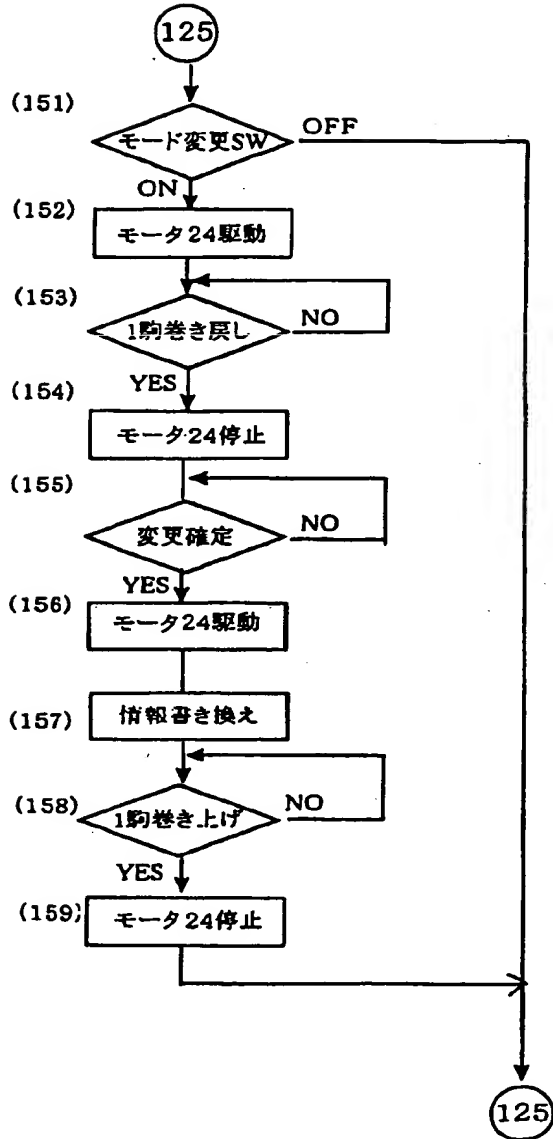 125
(151)
モード変更SW
OFF
ON
(152)
モータ24駆動
(153)
1駒巻き戻し
NO
YES
(154)
モータ24停止
(155)
変更確定
NO
YES
(156)
モータ24駆動
(157)
情報書き換え
(158)
1駒巻き上げ
NO
YES
(159)
モータ24停止
125